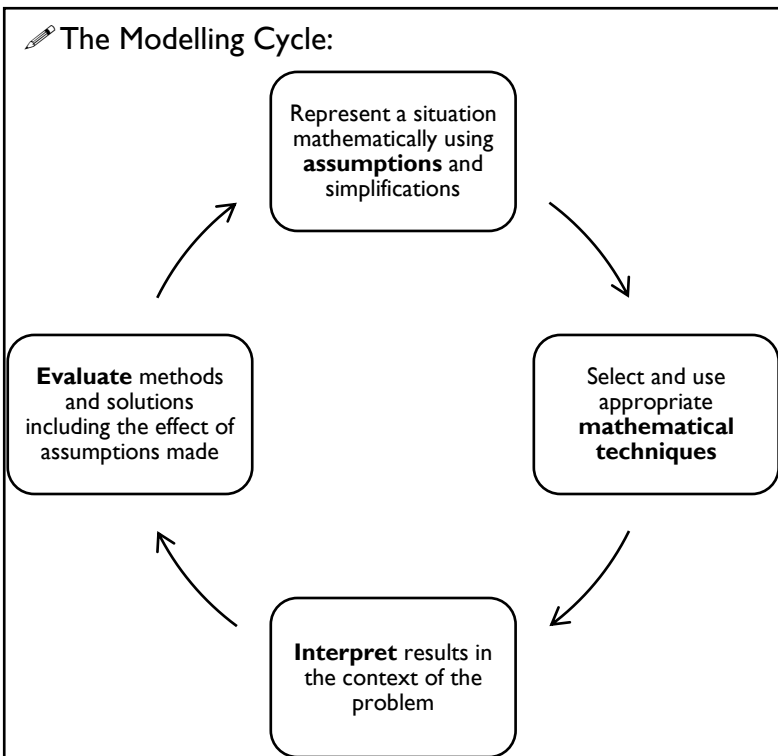 The Modelling Cycle:
Represent a situation
mathematically using
assumptions and
simplifications
Select and use
appropriate
mathematical
techniques
Interpret results in
the context of the
problem
Evaluate methods
and solutions
including the effect of
assumptions made